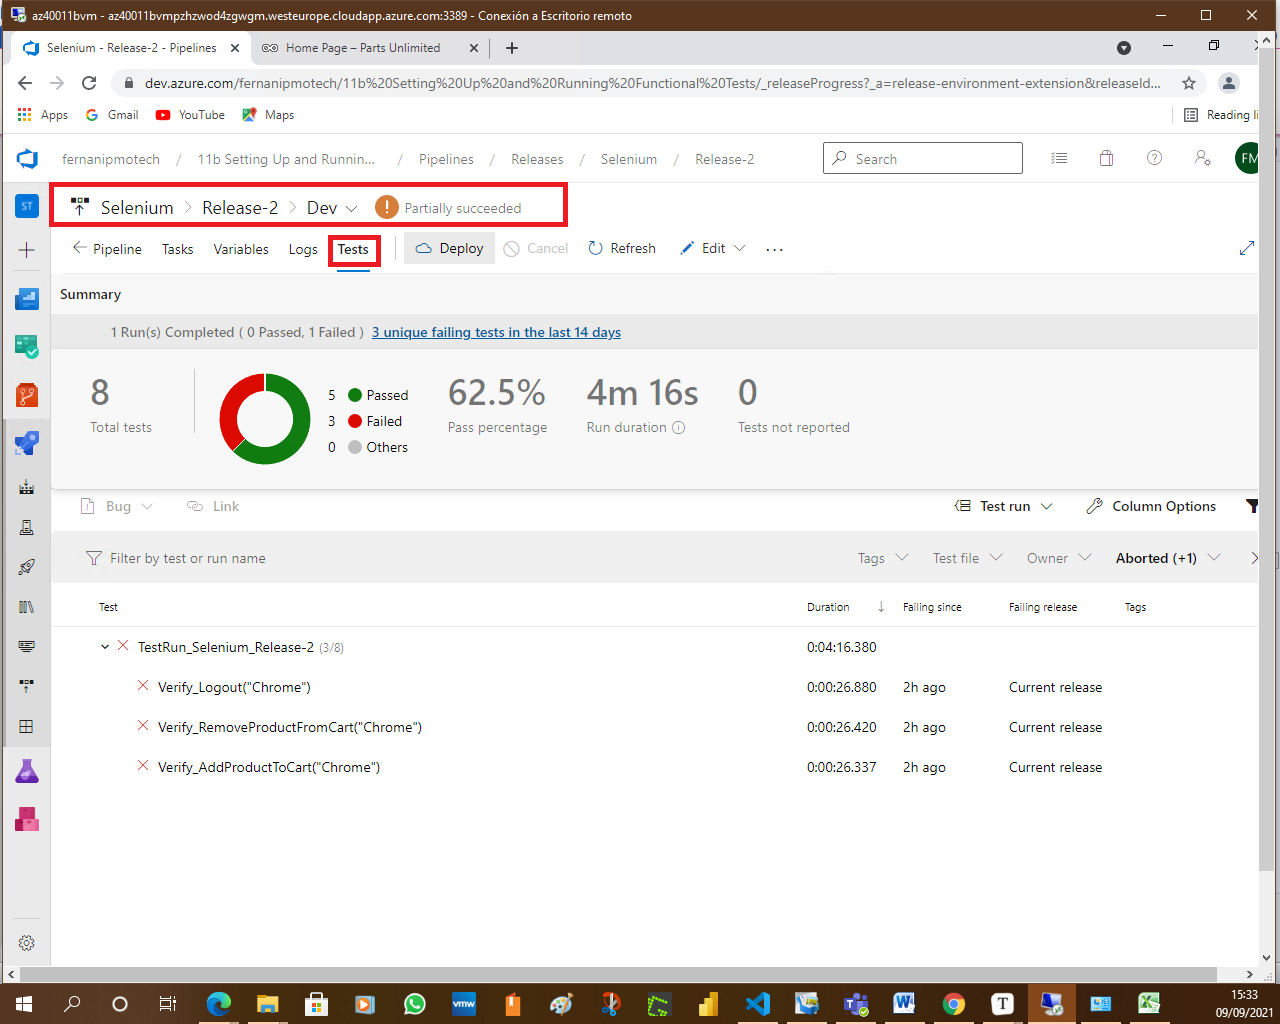 az40011bvm - az40011bvmpzhzwod4zgwgm.westeurope.cloudapp.azure.com:3389 - Conexión a Escritorio remoto
Selenium - Release-2 - Pipelines
Home Page – Parts Unlimited
dev.azure.com/fernanipmotech/11b%20Setting%20Up%20and%20Running%20Functional%20Tests/_releaseProgress?_a=release-environment-extension&releaseId...
Apps Gmail YouTube Maps Reading li
fernanipmotech / 11b Setting Up and Runnin... / Pipelines / Releases / Selenium / Release-2 Search FM
ST Selenium > Release-2 > Dev Partially succeeded
Pipeline Tasks Variables Logs Tests Deploy Cancel Refresh Edit ...
Summary
1 Run(s) Completed ( 0 Passed, 1 Failed ) 3 unique failing tests in the last 14 days
8 Total tests
5 Passed
3 Failed
0 Others
62.5% Pass percentage
4m 16s Run duration
0 Tests not reported
Bug Link Test run Column Options
Filter by test or run name Tags Test file Owner Aborted (+1)
Test Duration Failing since Failing release Tags
TestRun_Selenium_Release-2 (3/8) 0:04:16.380
Verify_Logout("Chrome") 0:00:26.880 2h ago Current release
Verify_RemoveProductFromCart("Chrome") 0:00:26.420 2h ago Current release
Verify_AddProductToCart("Chrome") 0:00:26.337 2h ago Current release
vmw W T
15:33
09/09/2021